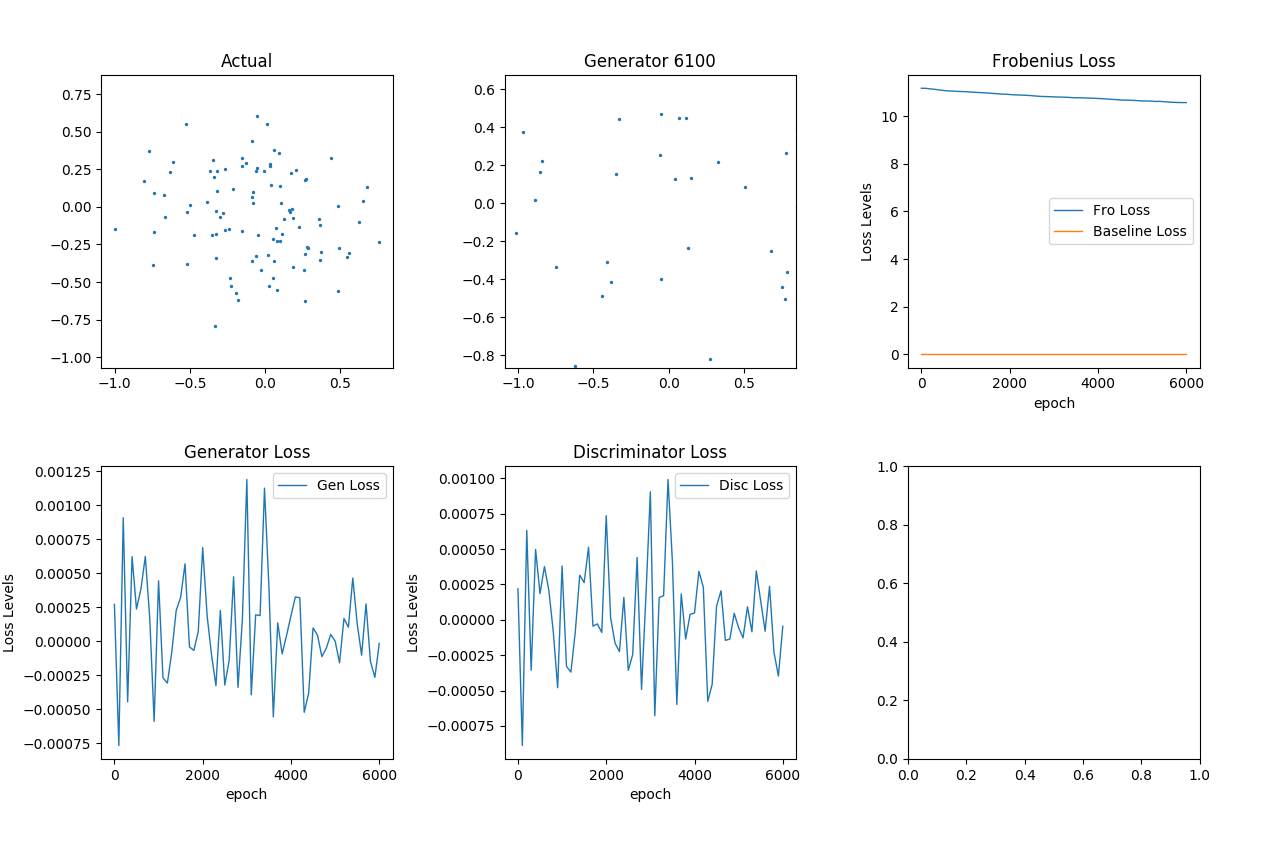 Actual
0.75
0.50
0.25
0.00
−0.25
−0.50
−0.75
−1.00
−1.0 −0.5 0.0 0.5
Generator 6100
0.6
0.4
0.2
0.0
−0.2
−0.4
−0.6
−0.8
−1.0 −0.5 0.0 0.5
Frobenius Loss
Loss Levels
10
8
6
4
2
0
Fro Loss
Baseline Loss
0 2000 4000 6000
epoch
Generator Loss
Loss Levels
0.00125
0.00100
0.00075
0.00050
0.00025
0.00000
−0.00025
−0.00050
−0.00075
Gen Loss
0 2000 4000 6000
epoch
Discriminator Loss
Loss Levels
0.00100
0.00075
0.00050
0.00025
0.00000
−0.00025
−0.00050
−0.00075
Disc Loss
0 2000 4000 6000
epoch
1.0
0.8
0.6
0.4
0.2
0.0
0.0 0.2 0.4 0.6 0.8 1.0